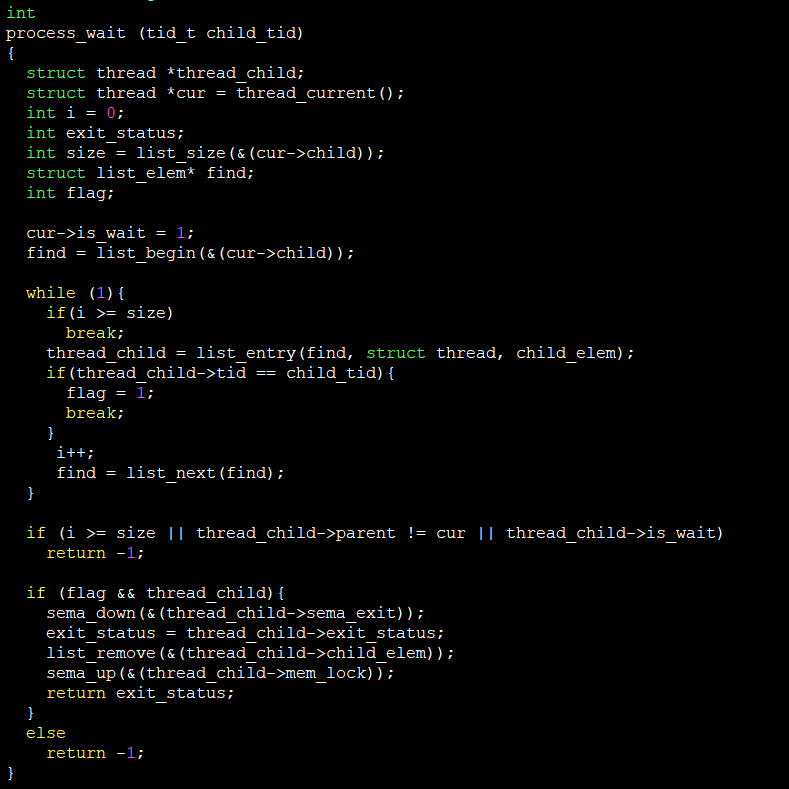 int
process_wait (tid_t child_tid)
{
  struct thread *thread_child;
  struct thread *cur = thread_current();
  int i = 0;
  int exit_status;
  int size = list_size(&(cur->child));
  struct list_elem* find;
  int flag;

  cur->is_wait = 1;
  find = list_begin(&(cur->child));

  while (1){
    if(i >= size)
      break;
    thread_child = list_entry(find, struct thread, child_elem);
    if(thread_child->tid == child_tid){
      flag = 1;
      break;
    }
     i++;
     find = list_next(find);
  }

  if (i >= size || thread_child->parent != cur || thread_child->is_wait)
    return -1;

  if (flag && thread_child){
    sema_down(&(thread_child->sema_exit));
    exit_status = thread_child->exit_status;
    list_remove(&(thread_child->child_elem));
    sema_up(&(thread_child->mem_lock));
    return exit_status;
  }
  else
    return -1;
}